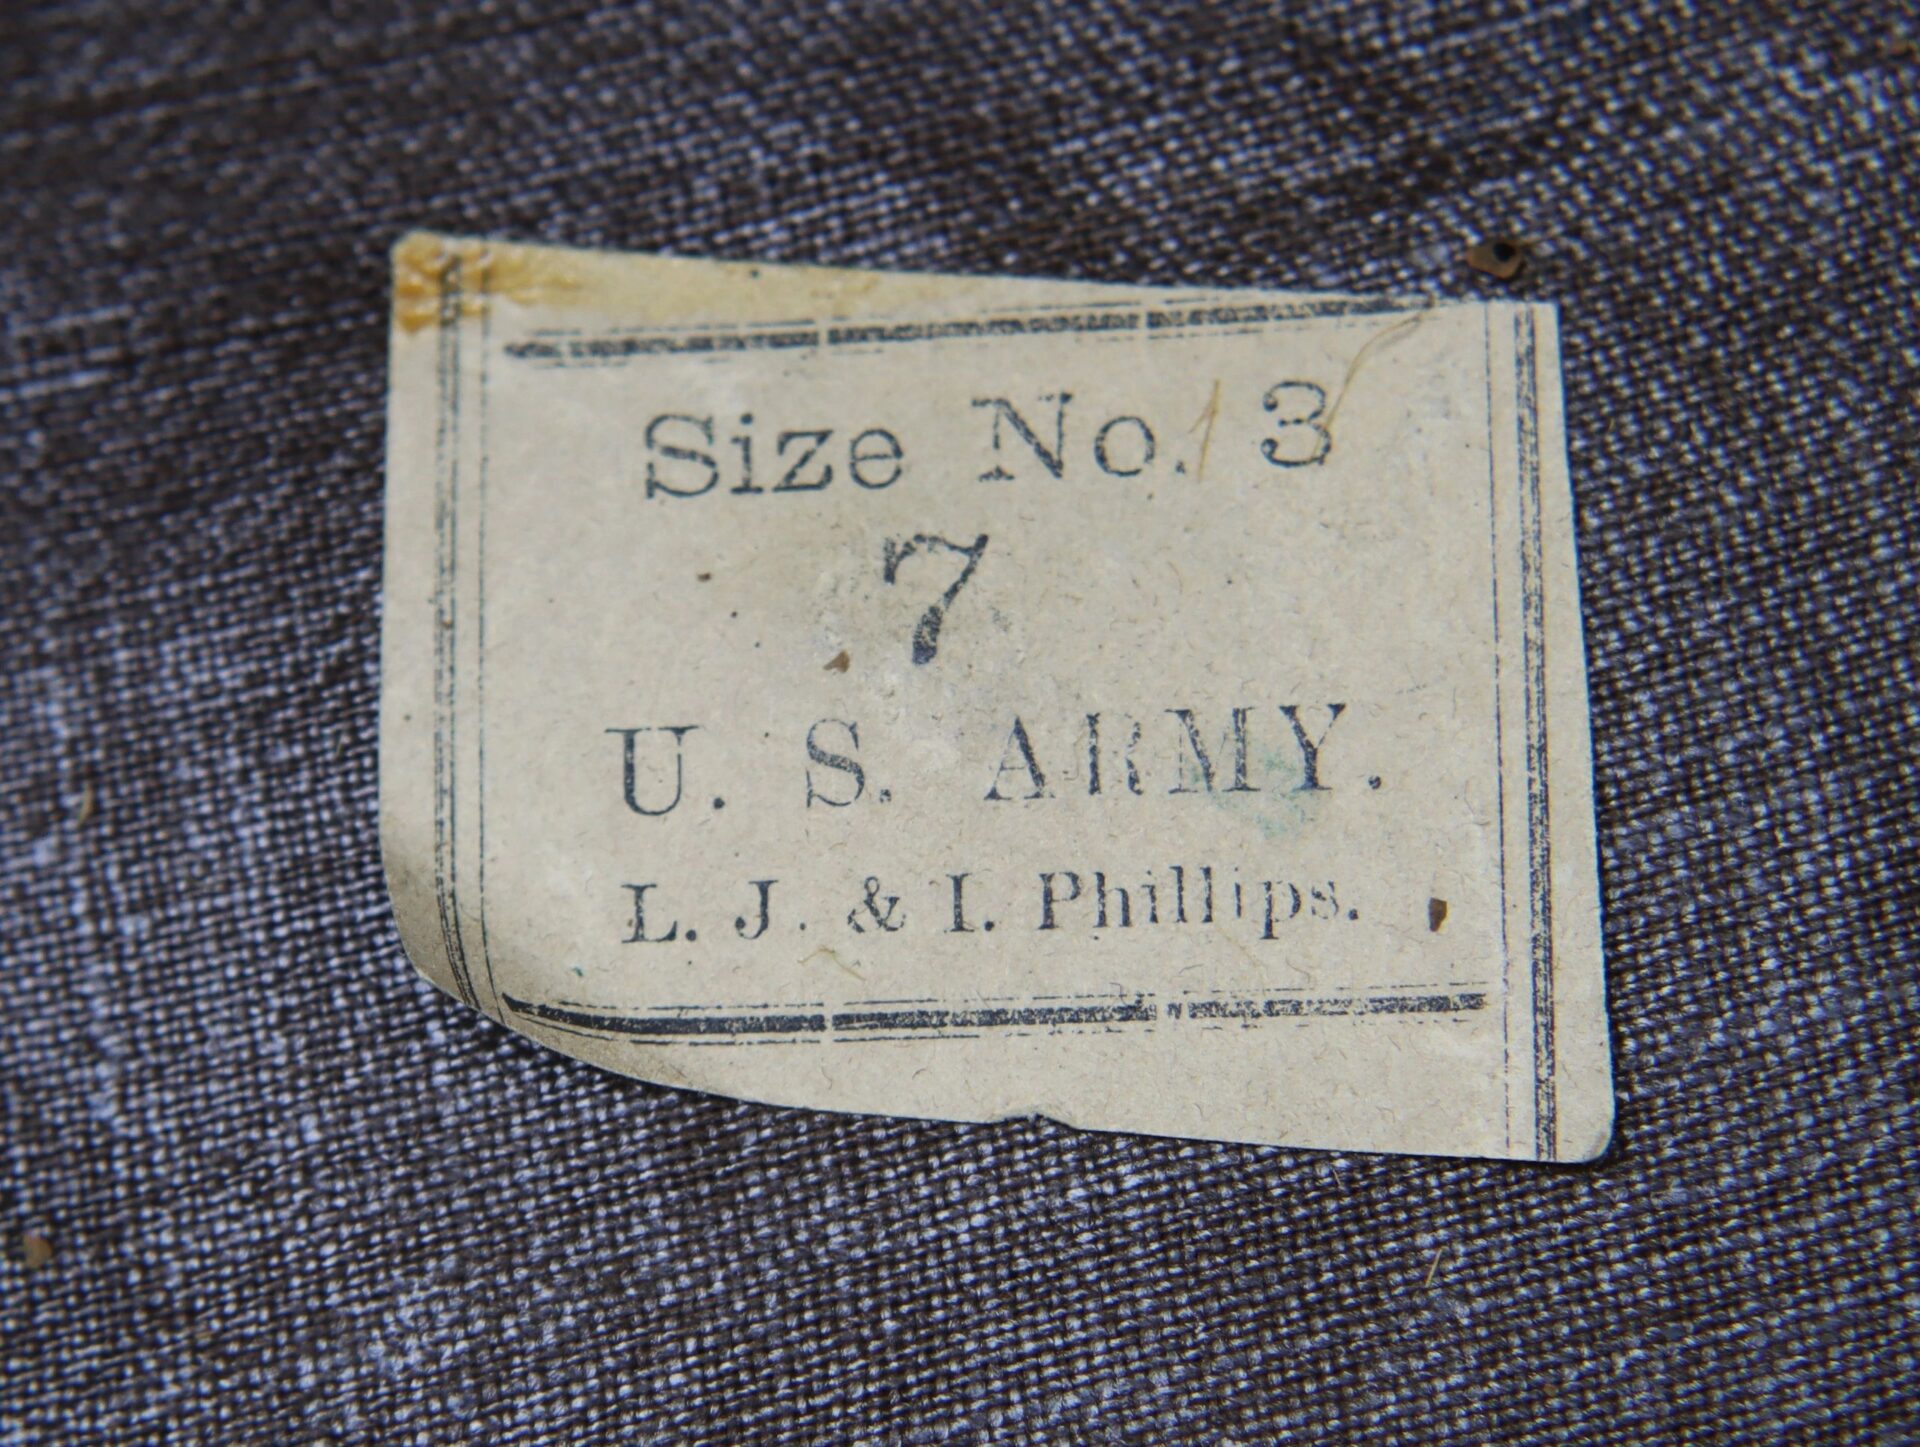 Size No. 3
7
U. S. ARMY.
L. J. & I. Phillips.